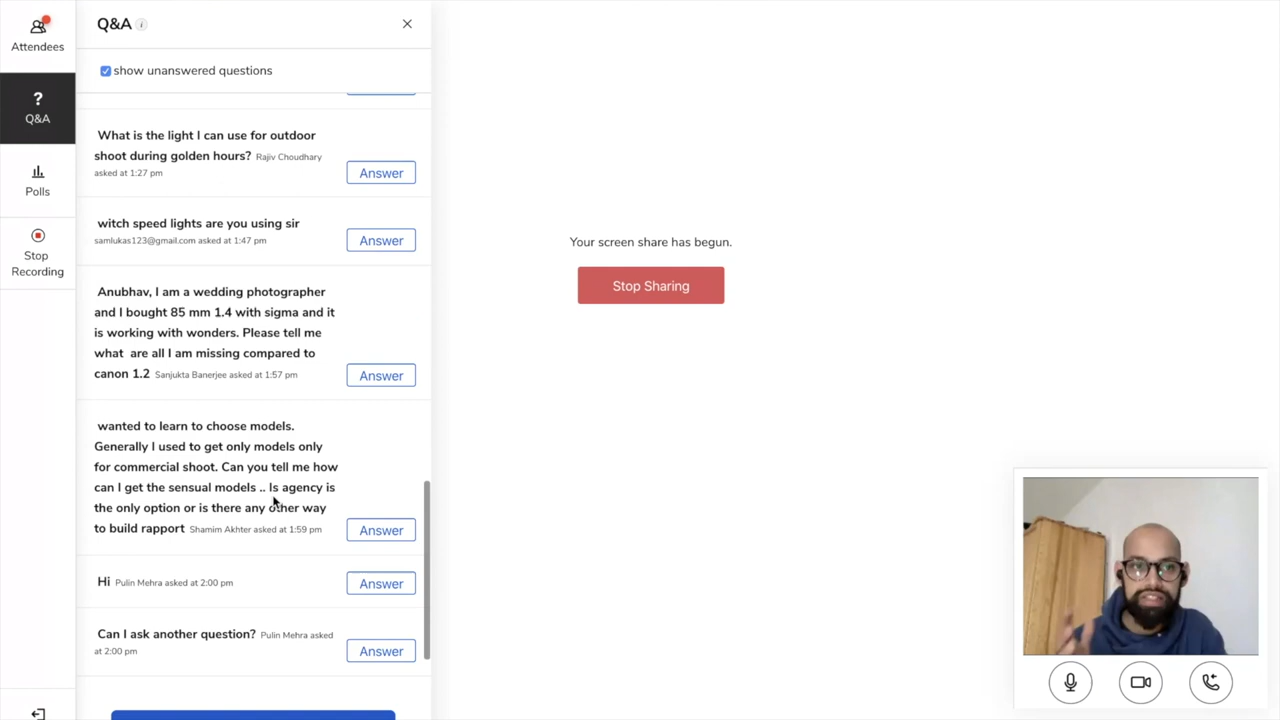 Attendees
Q&A
Polls
Stop
Recording
Q&A i
show unanswered questions
What is the light I can use for outdoor
shoot during golden hours? Rajiv Choudhary
asked at 1:27 pm
Answer
witch speed lights are you using sir
samlukas123@gmail.com asked at 1:47 pm
Answer
Anubhav, I am a wedding photographer
and I bought 85 mm 1.4 with sigma and it
is working with wonders. Please tell me
what are all I am missing compared to
canon 1.2 Sanjukta Banerjee asked at 1:57 pm
Answer
wanted to learn to choose models.
Generally I used to get only models only
for commercial shoot. Can you tell me how
can I get the sensual models .. Is agency is
the only option or is there any other way
to build rapport Shamim Akhter asked at 1:59 pm
Answer
Hi Pulin Mehra asked at 2:00 pm
Answer
Can I ask another question? Pulin Mehra asked
at 2:00 pm
Answer
Your screen share has begun.
Stop Sharing